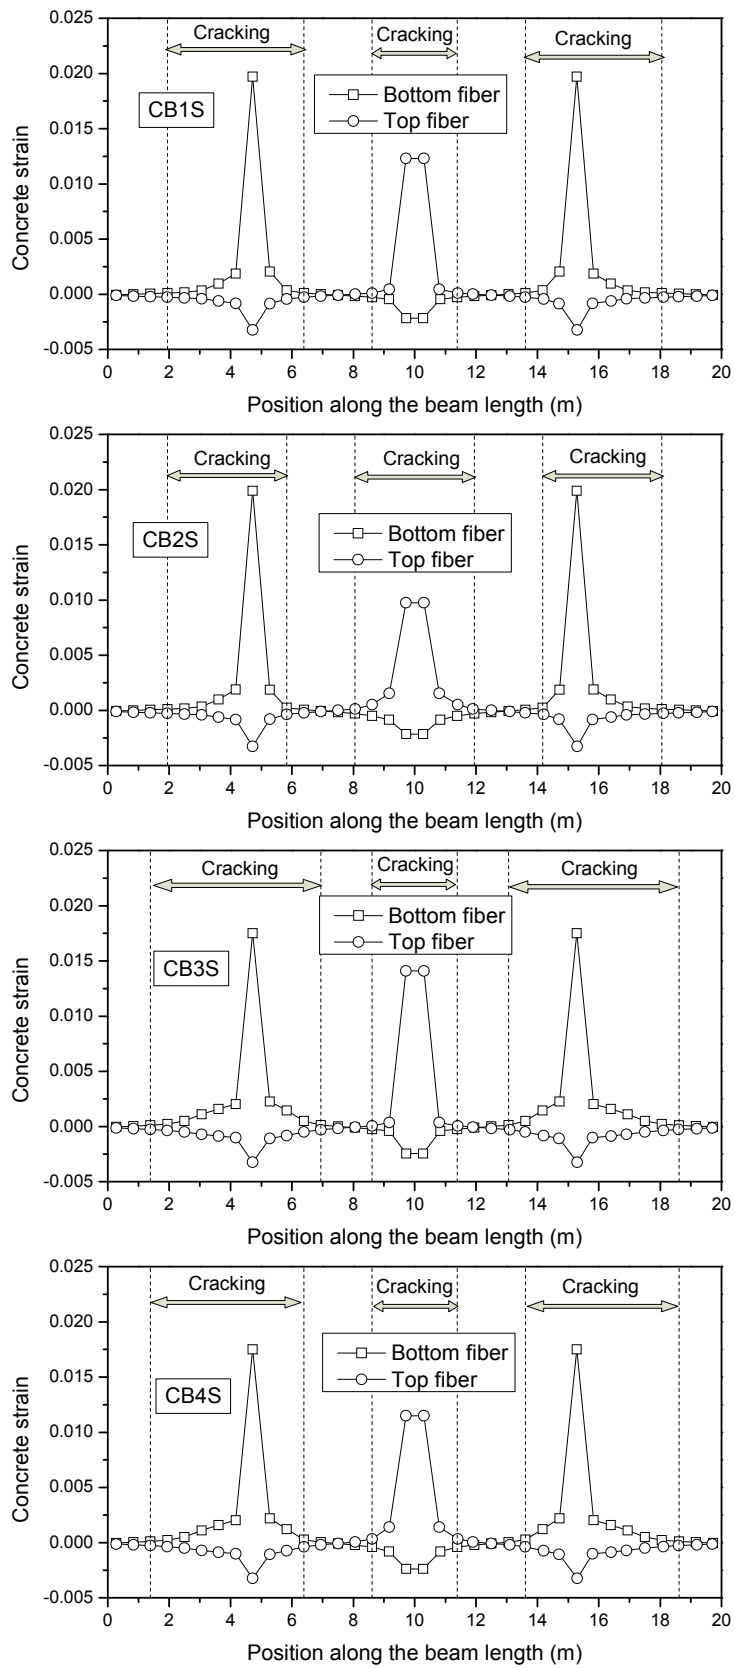 0.025
0.020
0.015
0.010
0.005
0.000
-0.005
Concrete strain
Cracking
Cracking
Cracking
CB1S
Bottom fiber
Top fiber
0 2 4 6 8 10 12 14 16 18 20
Position along the beam length (m)
0.025
0.020
0.015
0.010
0.005
0.000
-0.005
Concrete strain
Cracking
Cracking
Cracking
CB2S
Bottom fiber
Top fiber
0 2 4 6 8 10 12 14 16 18 20
Position along the beam length (m)
0.025
0.020
0.015
0.010
0.005
0.000
-0.005
Concrete strain
Cracking
Cracking
Cracking
CB3S
Bottom fiber
Top fiber
0 2 4 6 8 10 12 14 16 18 20
Position along the beam length (m)
0.025
0.020
0.015
0.010
0.005
0.000
-0.005
Concrete strain
Cracking
Cracking
Cracking
CB4S
Bottom fiber
Top fiber
0 2 4 6 8 10 12 14 16 18 20
Position along the beam length (m)